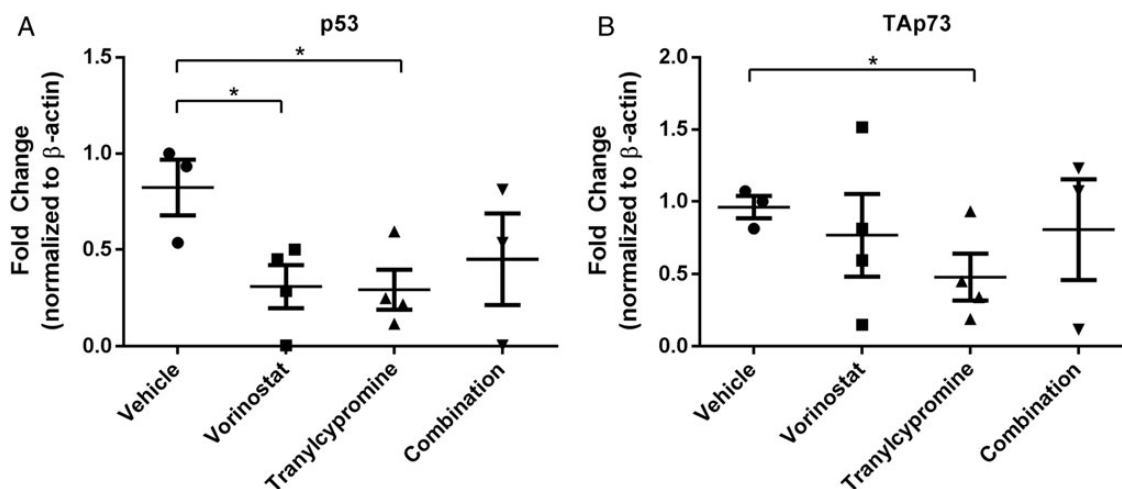 A
p53
Fold Change
(normalized to β-actin)
1.5
1.0
0.5
0.0
*
*
Vehicle
Vorinostat
Tranylcypromine
Combination
B
TAp73
Fold Change
(normalized to β-actin)
2.0
1.5
1.0
0.5
0.0
*
Vehicle
Vorinostat
Tranylcypromine
Combination